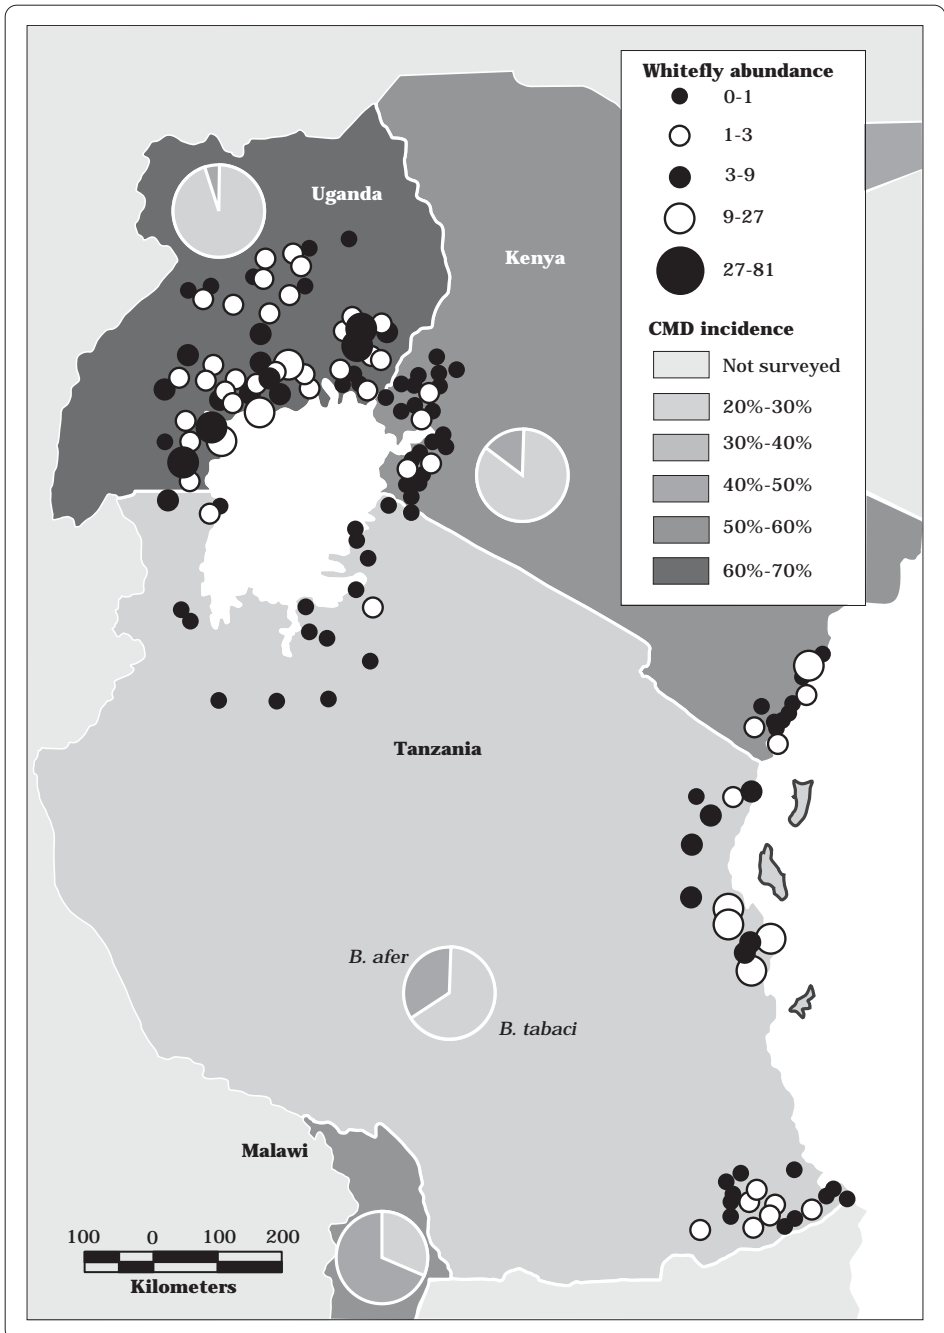 Whitefly abundance
0-1
1-3
3-9
9-27
27-81
CMD incidence
Not surveyed
20%-30%
30%-40%
40%-50%
50%-60%
60%-70%
Uganda
Kenya
Tanzania
B. afer
B. tabaci
Malawi
100 0 100 200
Kilometers